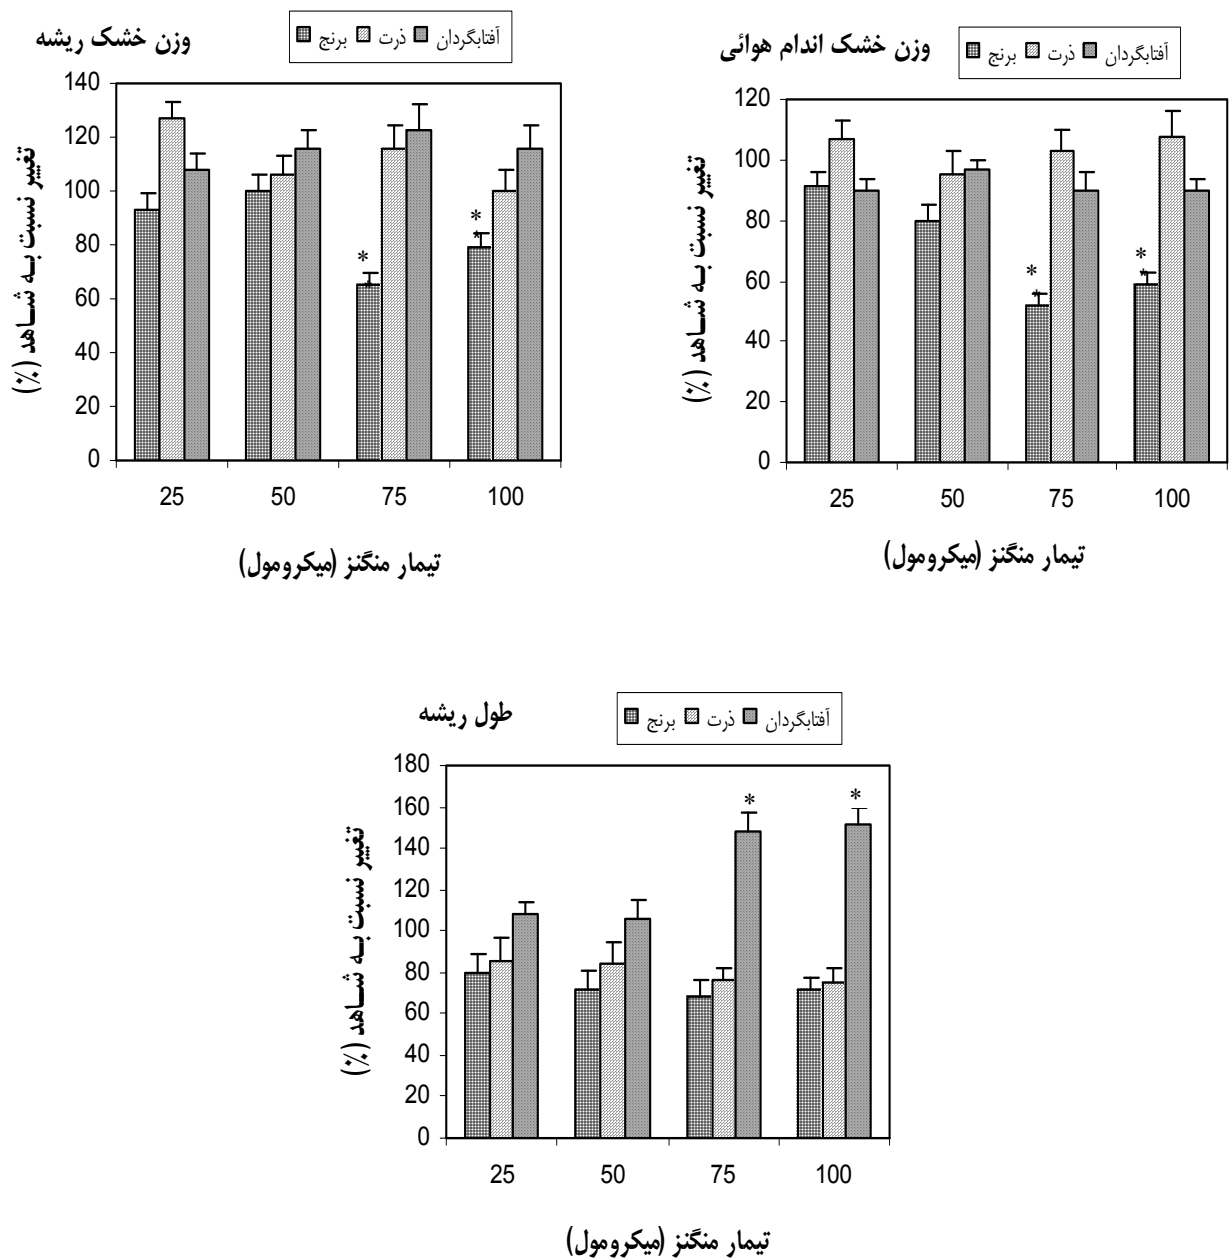 وزن خشک ریشه
برنج ذرت آفتابگردان
تغییر نسبت به شاهد (٪)
140
120
100
80
60
40
20
0
*
*
*
*
25 50 75 100
تیمار منگنز (میکرومول)
وزن خشک اندام هوائی
برنج ذرت آفتابگردان
تغییر نسبت به شاهد (٪)
120
100
80
60
40
20
0
*
*
*
*
25 50 75 100
تیمار منگنز (میکرومول)
طول ریشه
برنج ذرت آفتابگردان
تغییر نسبت به شاهد (٪)
180
160
140
120
100
80
60
40
20
0
* *
25 50 75 100
تیمار منگنز (میکرومول)